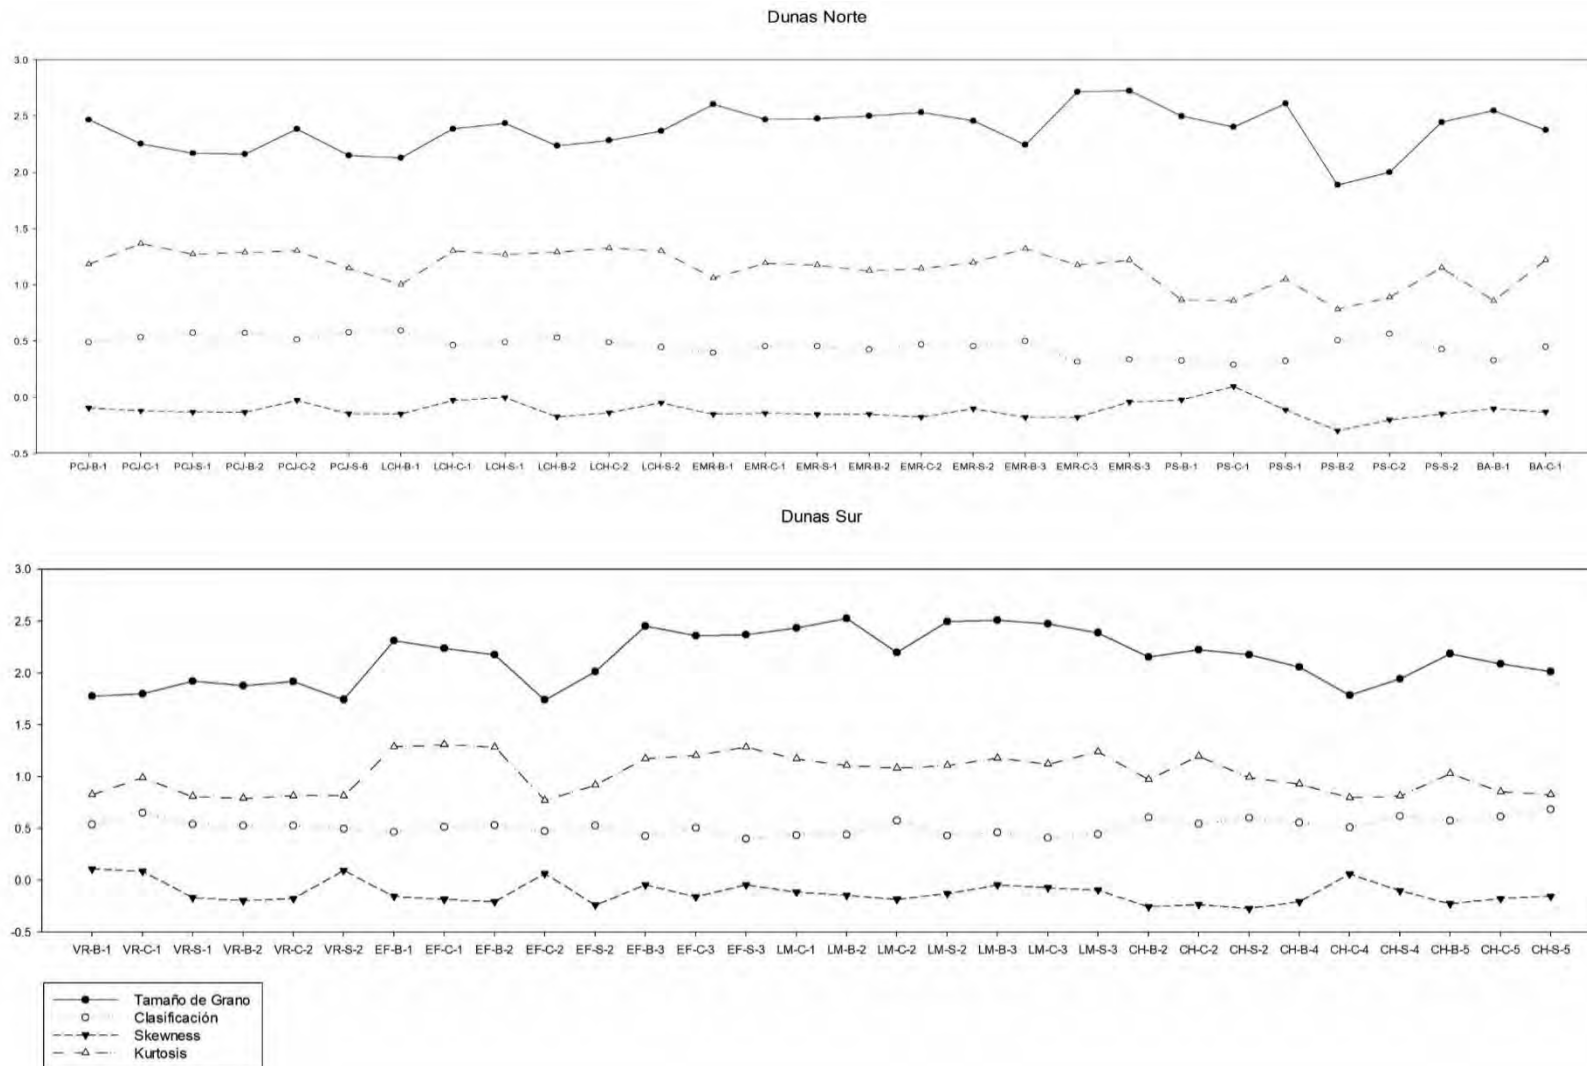 Dunas Norte
3.0
2.5
2.0
1.5
1.0
0.5
0.0
-0.5
PCJ-B-1 PCJ-C-1 PCJ-S-1 PCJ-B-2 PCJ-C-2 PCJ-S-6 LCH-B-1 LCH-C-1 LCH-S-1 LCH-B-2 LCH-C-2 LCH-S-2 EMR-B-1 EMR-C-1 EMR-S-1 EMR-B-2 EMR-C-2 EMR-S-2 EMR-B-3 EMR-C-3 EMR-S-3 PS-B-1 PS-C-1 PS-S-1 PS-B-2 PS-C-2 PS-S-2 BA-B-1 BA-C-1
Dunas Sur
3.0
2.5
2.0
1.5
1.0
0.5
0.0
-0.5
VR-B-1 VR-C-1 VR-S-1 VR-B-2 VR-C-2 VR-S-2 EF-B-1 EF-C-1 EF-B-2 EF-C-2 EF-S-2 EF-B-3 EF-C-3 EF-S-3 LM-C-1 LM-B-2 LM-C-2 LM-S-2 LM-B-3 LM-C-3 LM-S-3 CH-B-2 CH-C-2 CH-S-2 CH-B-4 CH-C-4 CH-S-4 CH-B-5 CH-C-5 CH-S-5
Tamaño de Grano
Clasificación
Skewness
Kurtosis